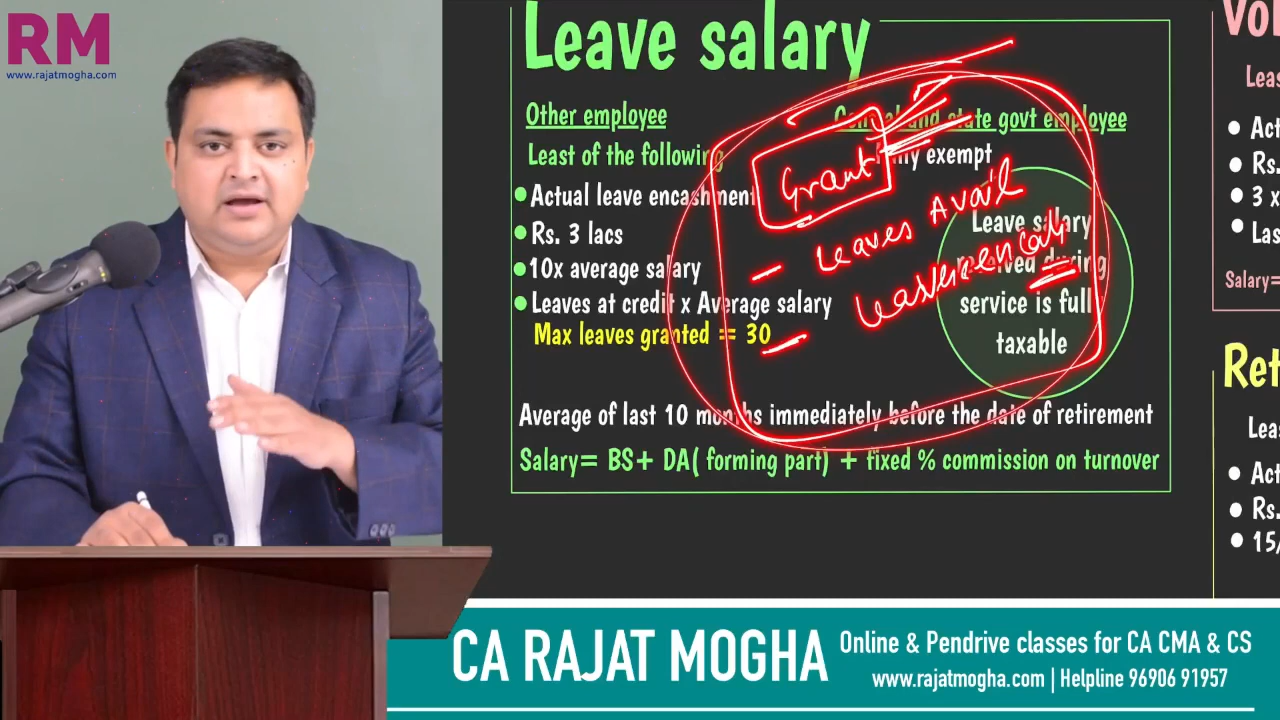 RM
www.rajatmogha.com
Leave salary
Other employee
Least of the following
Actual leave encashment
Rs. 3 lacs
10x average salary
Leaves at credit x Average salary
Max leaves granted = 30
Central and state govt employee
Fully exempt
Leave salary
received during
service is full
taxable
Grant
- Leaves Avail
- encash
Average of last 10 months immediately before the date of retirement
Salary= BS+ DA( forming part) + fixed % commission on turnover
Vol
Leas
Act
Rs.
3 x
Las
Salary=
Ret
Leas
Act
Rs.
15/
CA RAJAT MOGHA
Online & Pendrive classes for CA CMA & CS
www.rajatmogha.com | Helpline 96906 91957